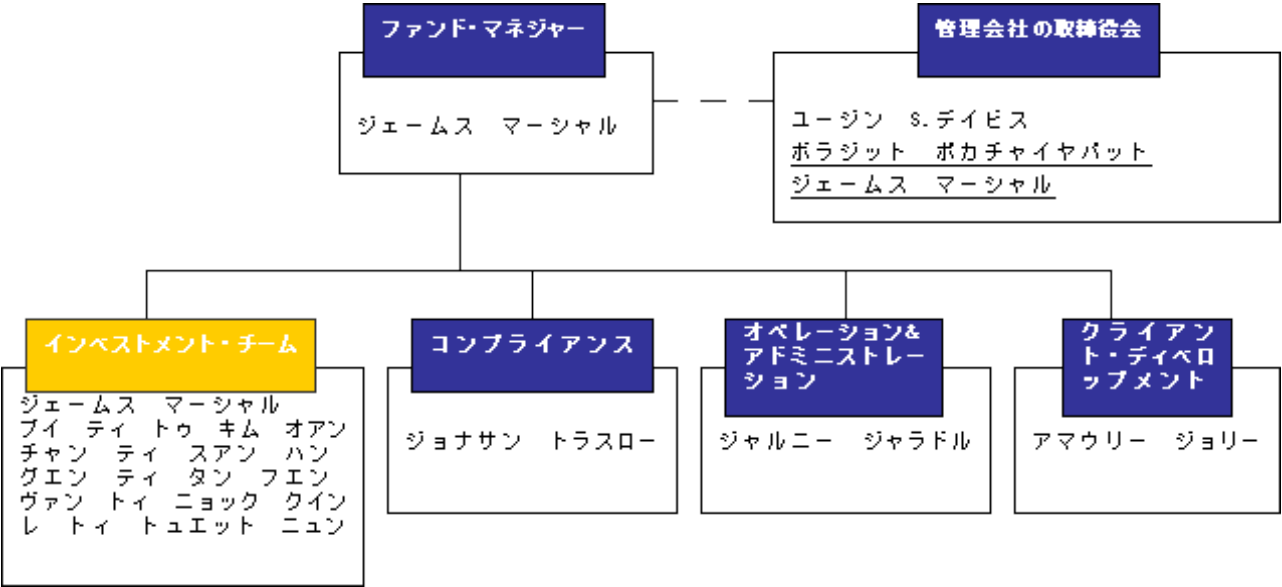 ファンド・マネジャー
ジェームス　マーシャル
管理会社の取締役会
ユージン　S.デイビス
ボラジット　ポカチャイヤパット
ジェームス　マーシャル
インベストメント・チーム
ジェームス　マーシャル
ブイ　ティ　トゥ　キム　オアン
チャン　ティ　スアン　ハン
グエン　ティ　タン　フエン
ヴァン　トィ　ニョック　クイン
レ　トィ　トュエット　ニュン
コンプライアンス
ジョナサン　トラスロー
オペレーション&
アドミニストレー
ション
ジャルニー　ジャラドル
クライアン
ト・ディベロ
ップメント
アマウリー　ジョリー